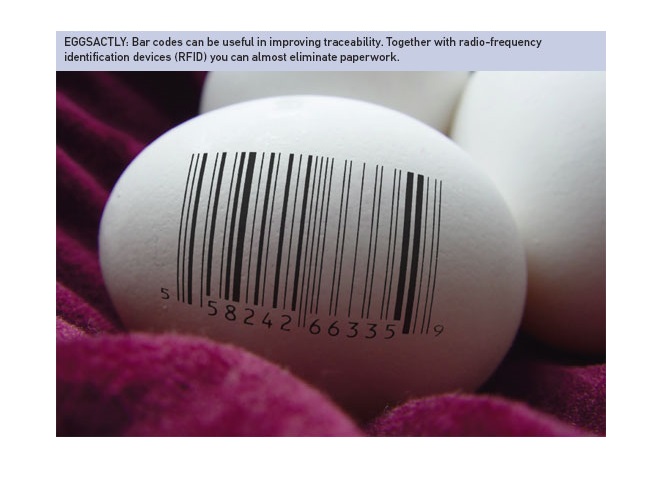 EGGSACTLY: Bar codes can be useful in improving traceability. Together with radio-frequency
identification devices (RFID) you can almost eliminate paperwork.
5 58242 66335 9